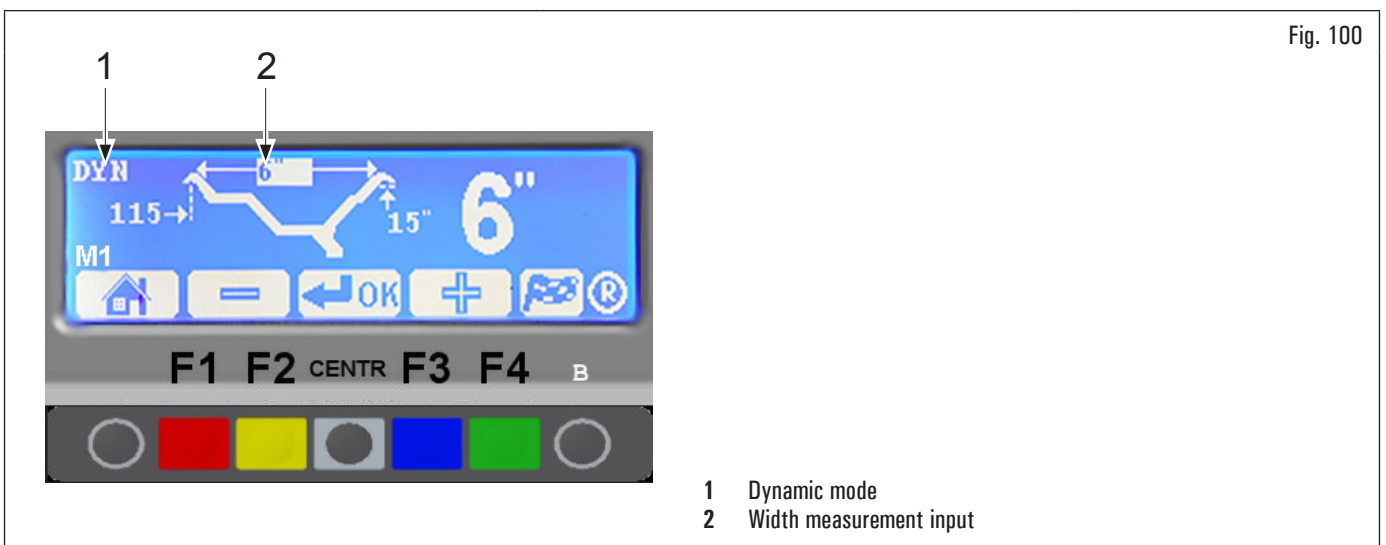 Fig. 100
1 2
DYN 6" 6"
115 15"
M1
OK R
F1 F2 CENTR F3 F4 B
1 Dynamic mode
2 Width measurement input